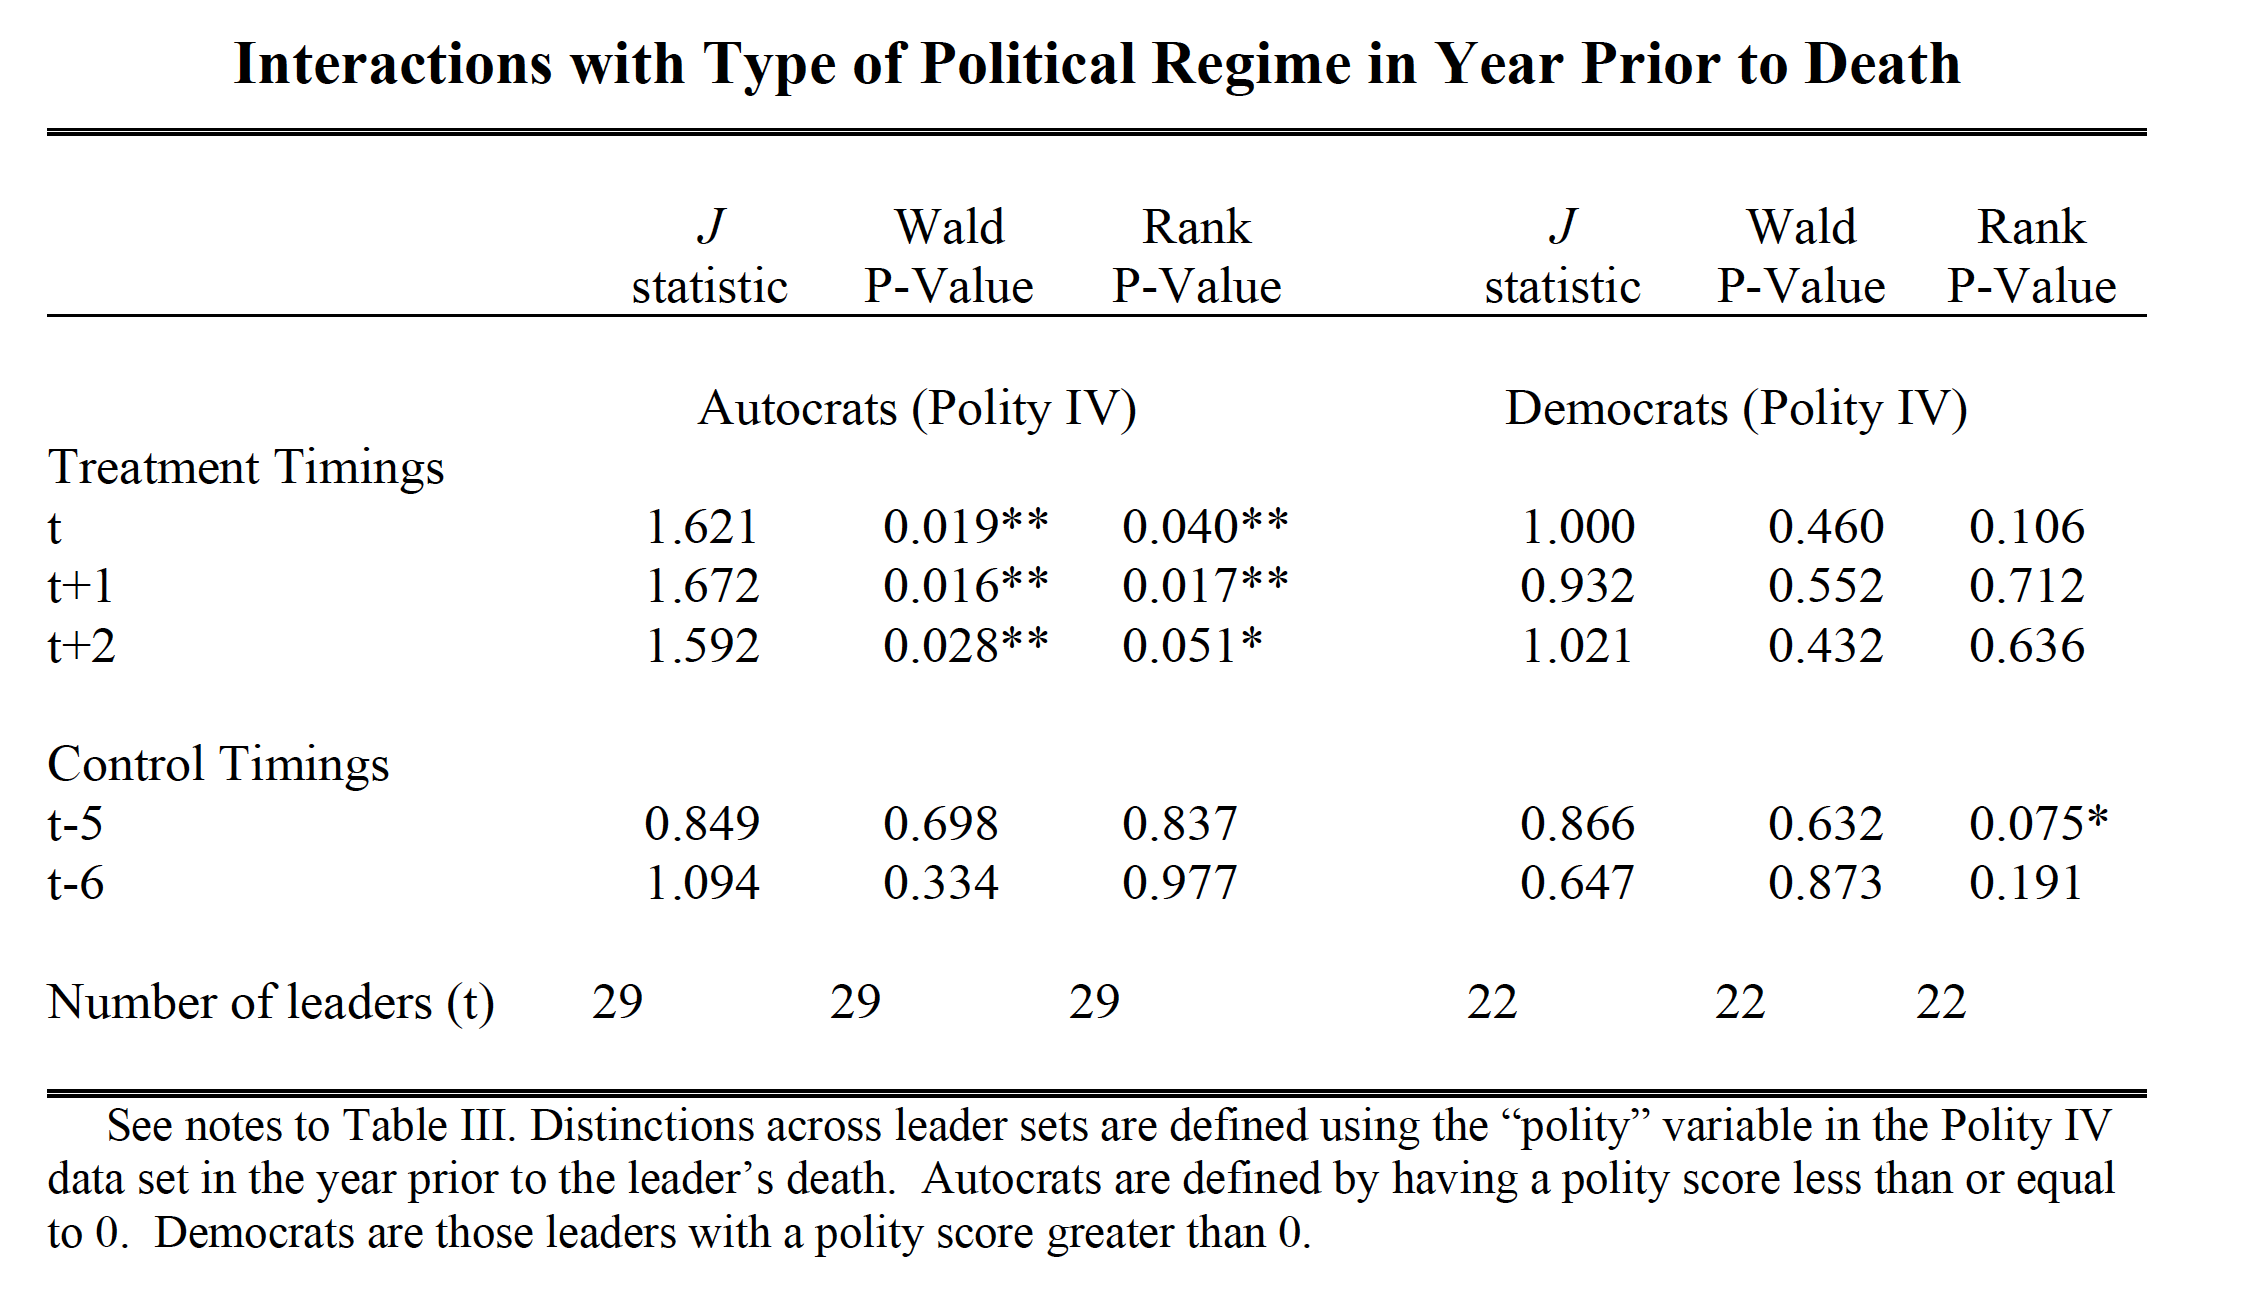 Interactions with Type of Political Regime in Year Prior to Death
J Wald Rank J Wald Rank
statistic P-Value P-Value statistic P-Value P-Value
Autocrats (Polity IV) Democrats (Polity IV)
Treatment Timings
t 1.621 0.019** 0.040** 1.000 0.460 0.106
t+1 1.672 0.016** 0.017** 0.932 0.552 0.712
t+2 1.592 0.028** 0.051* 1.021 0.432 0.636
Control Timings
t-5 0.849 0.698 0.837 0.866 0.632 0.075*
t-6 1.094 0.334 0.977 0.647 0.873 0.191
Number of leaders (t) 29 29 29 22 22 22
See notes to Table III. Distinctions across leader sets are defined using the “polity” variable in the Polity IV
data set in the year prior to the leader’s death.  Autocrats are defined by having a polity score less than or equal
to 0.  Democrats are those leaders with a polity score greater than 0.